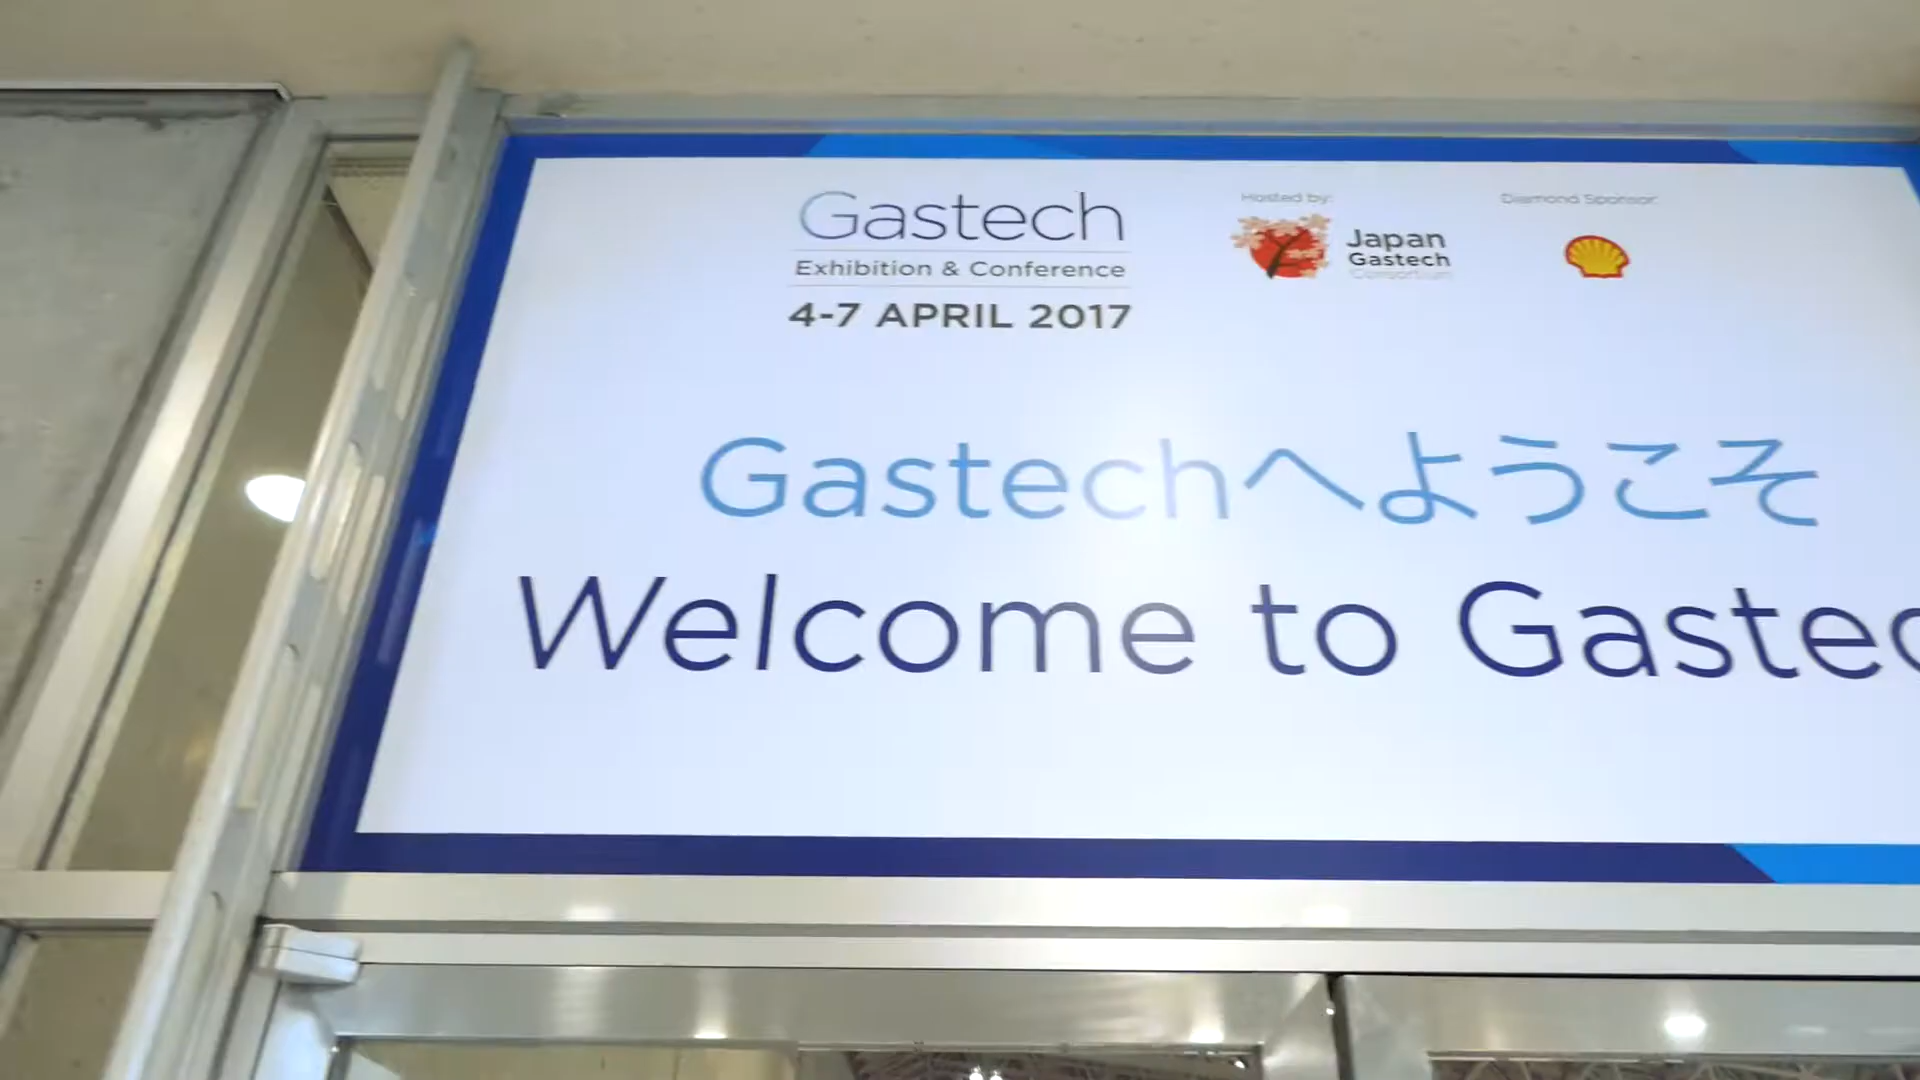 Gastech
Exhibition & Conference
4-7 APRIL 2017
Hosted by:
Japan
Gastech
Consortium
Diamond Sponsor:
Gastechへようこそ
Welcome to Gastec